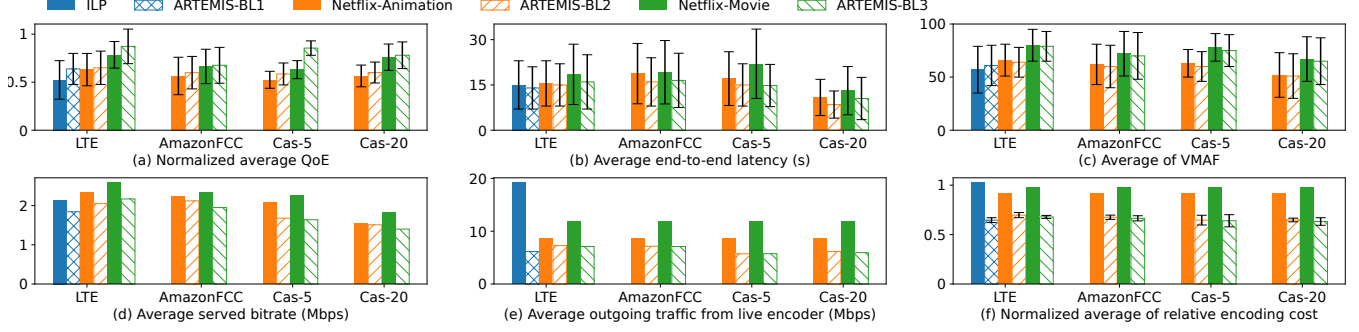 ILP ARTEMIS-BL1 Netflix-Animation ARTEMIS-BL2 Netflix-Movie ARTEMIS-BL3
1
0.5
0
LTE AmazonFCC Cas-5 Cas-20
(a) Normalized average QoE
30
15
0
LTE AmazonFCC Cas-5 Cas-20
(b) Average end-to-end latency (s)
100
50
0
LTE AmazonFCC Cas-5 Cas-20
(c) Average of VMAF
2
1
0
LTE AmazonFCC Cas-5 Cas-20
(d) Average served bitrate (Mbps)
20
10
0
LTE AmazonFCC Cas-5 Cas-20
(e) Average outgoing traffic from live encoder (Mbps)
1
0.5
0
LTE AmazonFCC Cas-5 Cas-20
(f) Normalized average of relative encoding cost